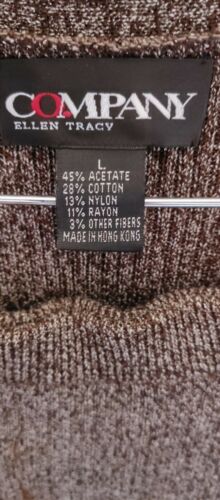 COMPANY
ELLEN TRACY
L
45% ACETATE
28% COTTON
13% NYLON
11% RAYON
3% OTHER FIBERS
MADE IN HONG KONG